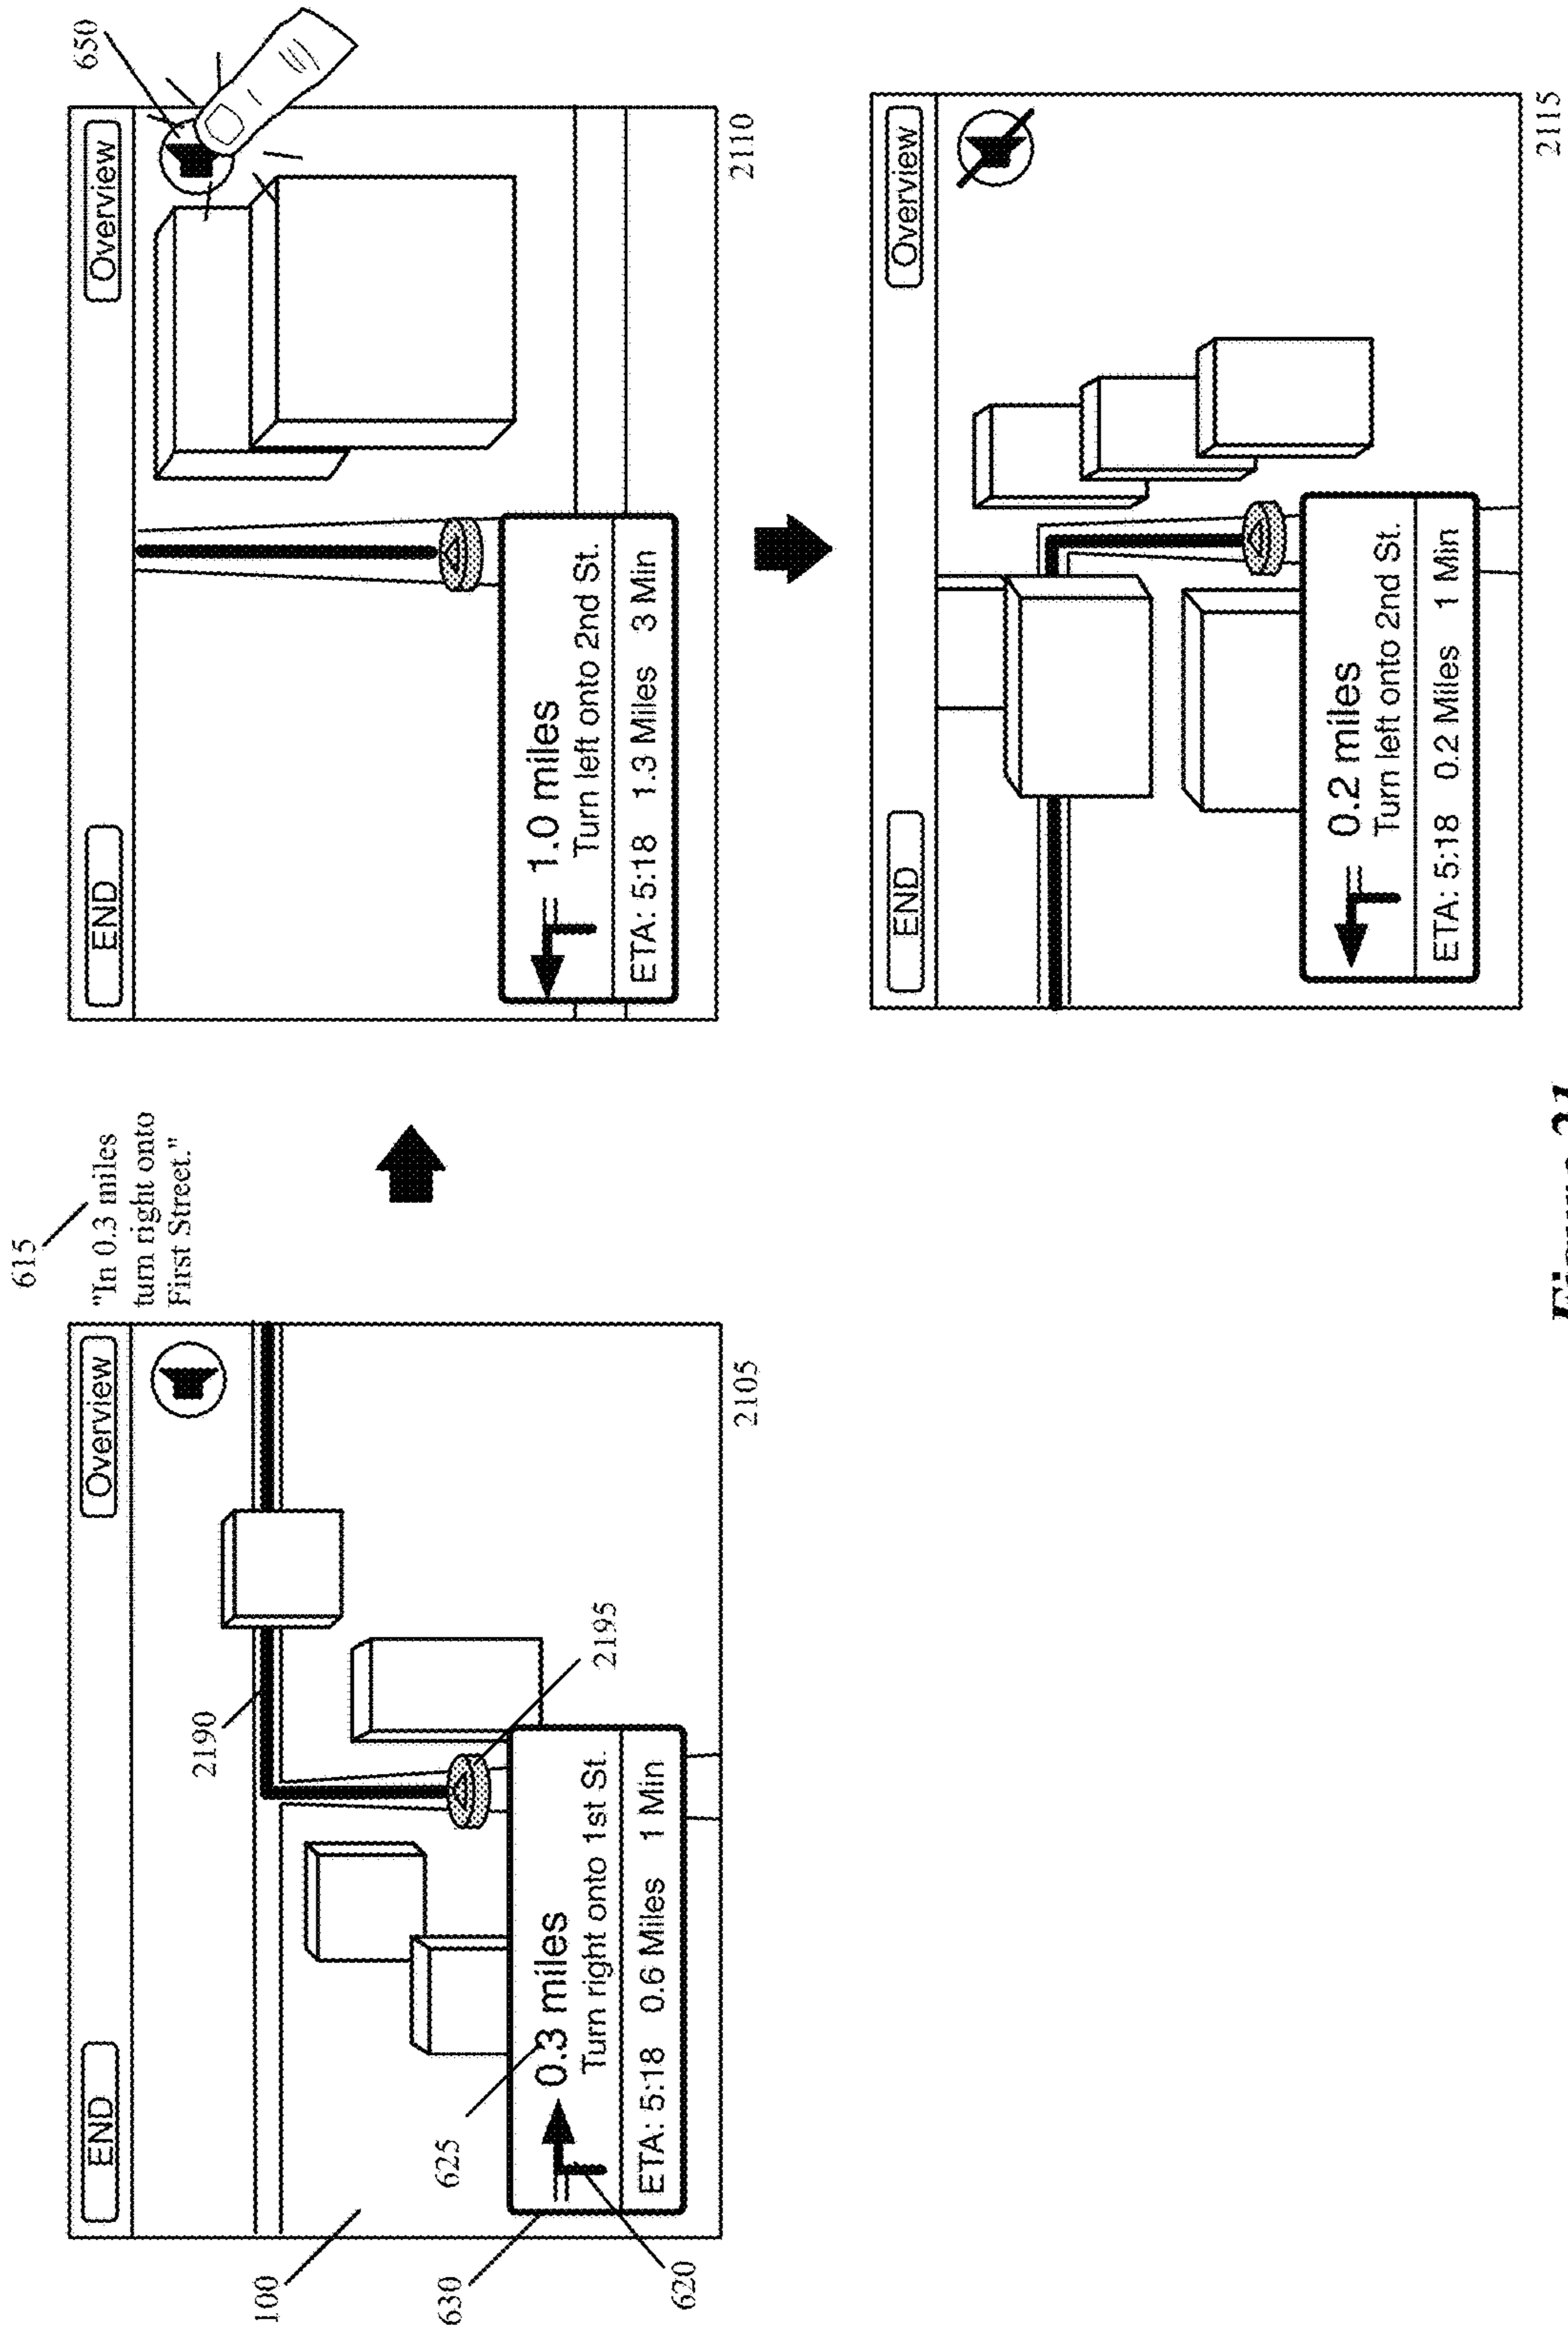 615
"In 0.3 miles
turn right onto
First Street."
END
Overview
2190
2195
625
0.3 miles
Turn right onto 1st St.
ETA: 5:18 0.6 Miles 1 Min
100
630
620
2105
650
END
Overview
1.0 miles
Turn left onto 2nd St.
ETA: 5:18 1.3 Miles 3 Min
2110
END
Overview
0.2 miles
Turn left onto 2nd St.
ETA: 5:18 0.2 Miles 1 Min
2115
Figure 21